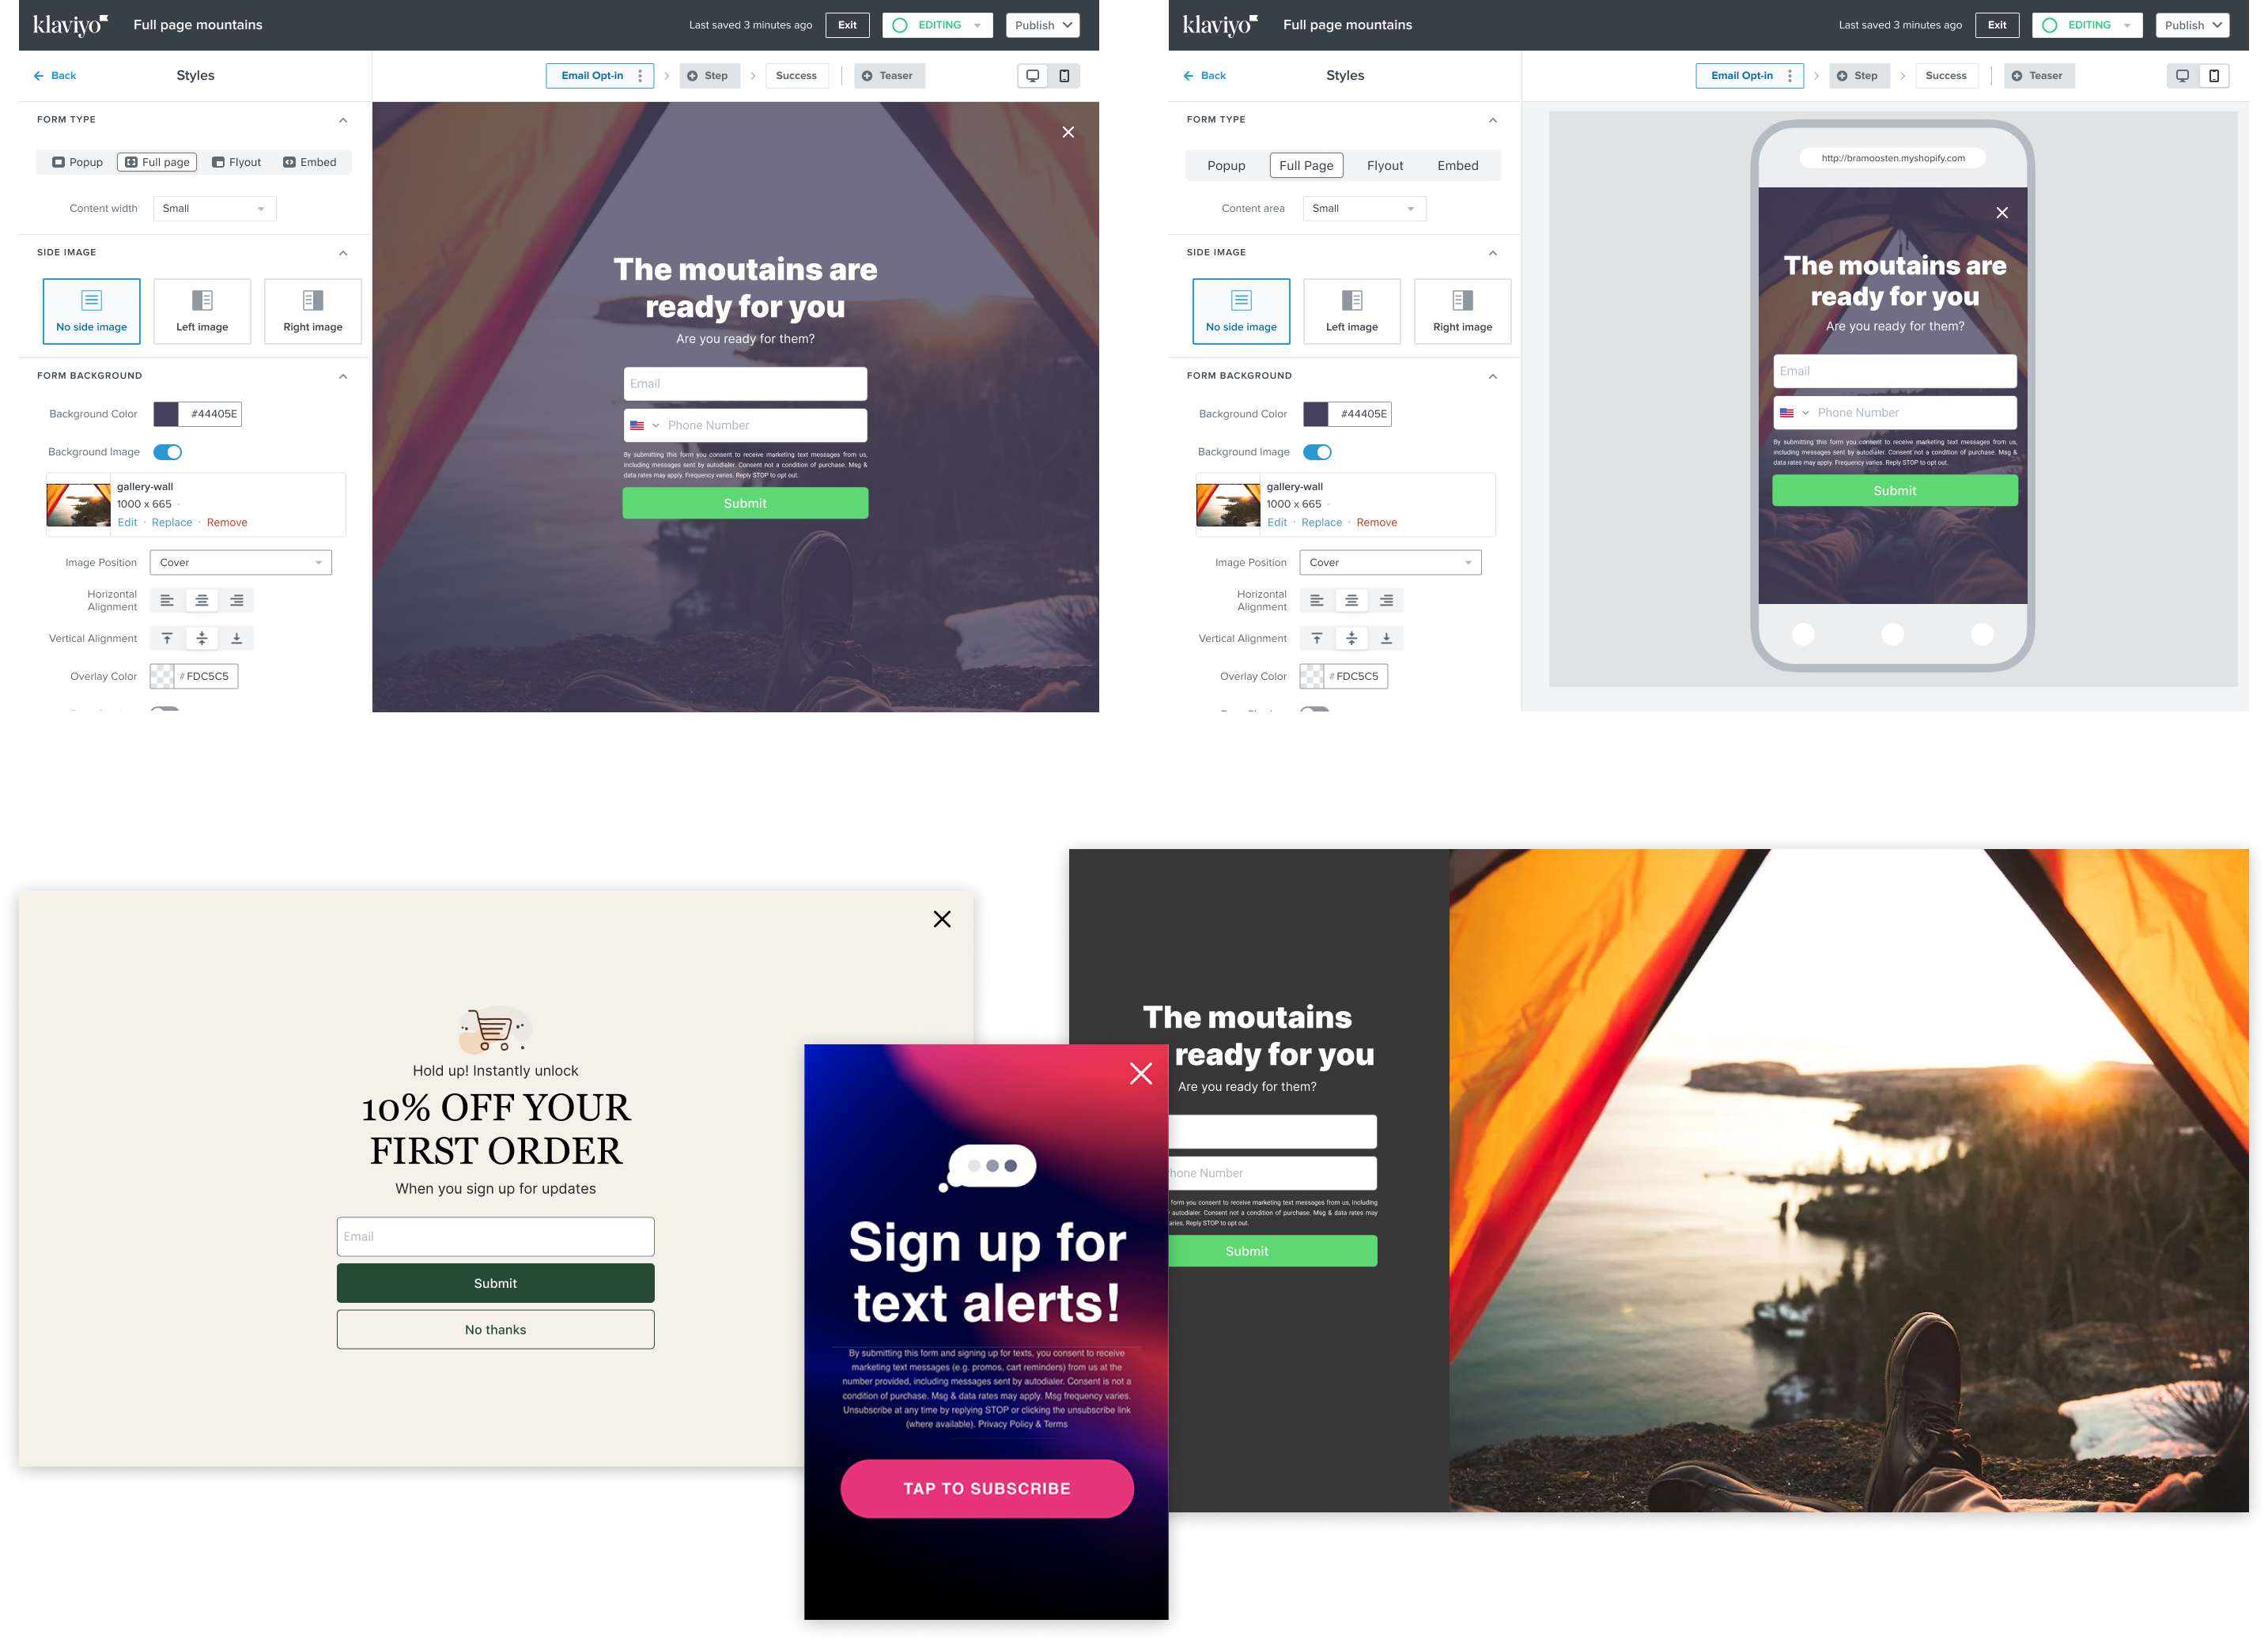 klaviyo
Full page mountains
Last saved 3 minutes ago
Exit
EDITING
Publish
Back
Styles
Email Opt-in
Step
Success
Teaser
FORM TYPE
Popup
Full page
Flyout
Embed
Content width
Small
SIDE IMAGE
No side image
Left image
Right image
FORM BACKGROUND
Background Color
#44405E
Background Image
gallery-wall
1000 x 665 ·
Edit · Replace · Remove
Image Position
Cover
Horizontal
Alignment
Vertical Alignment
Overlay Color
# FDC5C5
The moutains are
ready for you
Are you ready for them?
Email
Phone Number
By submitting this form you consent to receive marketing text messages from us,
including messages sent by autodialer. Consent not a condition of purchase. Msg &
data rates may apply. Frequency varies. Reply STOP to opt out.
Submit
klaviyo
Full page mountains
Last saved 3 minutes ago
Exit
EDITING
Publish
Back
Styles
Email Opt-in
Step
Success
Teaser
FORM TYPE
Popup
Full Page
Flyout
Embed
Content area
Small
SIDE IMAGE
No side image
Left image
Right image
FORM BACKGROUND
Background Color
#44405E
Background Image
gallery-wall
1000 x 665 ·
Edit · Replace · Remove
Image Position
Cover
Horizontal
Alignment
Vertical Alignment
Overlay Color
# FDC5C5
http://bramoosten.myshopify.com
The moutains are
ready for you
Are you ready for them?
Email
Phone Number
By submitting this form you consent to receive marketing text messages from us,
including messages sent by autodialer. Consent not a condition of purchase. Msg &
data rates may apply. Frequency varies. Reply STOP to opt out.
Submit
Hold up! Instantly unlock
10% OFF YOUR
FIRST ORDER
When you sign up for updates
Email
Submit
No thanks
Sign up for
text alerts!
By submitting this form and signing up for texts, you consent to receive
marketing text messages (e.g. promos, cart reminders) from us at the
number provided, including messages sent by autodialer. Consent is not a
condition of purchase. Msg & data rates may apply. Msg frequency varies.
Unsubscribe at any time by replying STOP or clicking the unsubscribe link
(where available). Privacy Policy & Terms
TAP TO SUBSCRIBE
The moutains
ready for you
Are you ready for them?
hone Number
form you consent to receive marketing text messages from us, including
autodialer. Consent not a condition of purchase. Msg & data rates may
aries. Reply STOP to opt out.
Submit